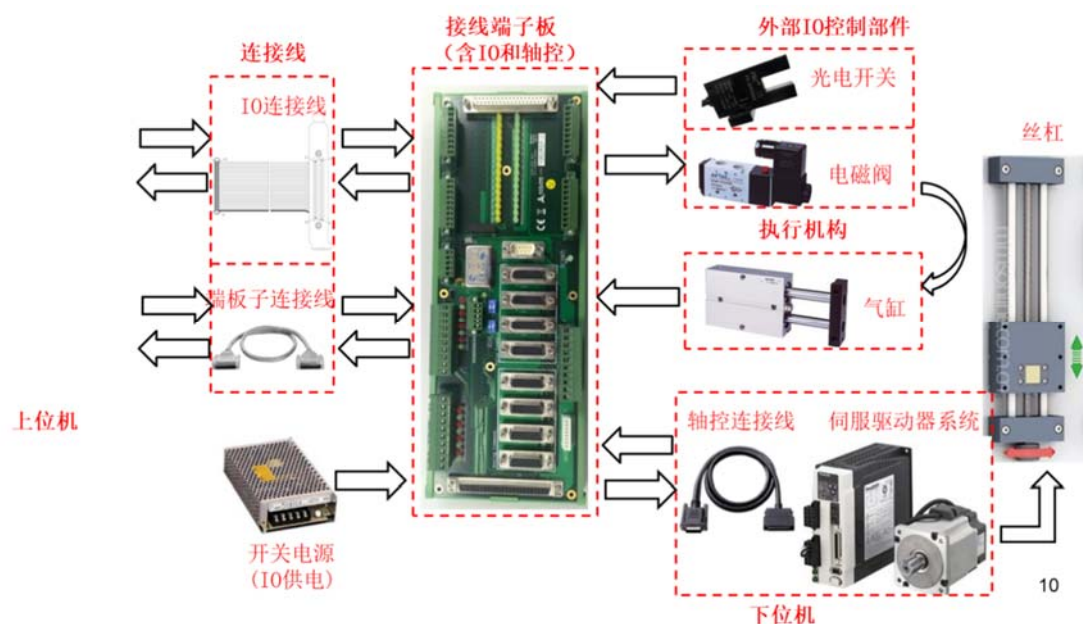 连接线
IO连接线
端板子连接线
上位机
开关电源
(IO供电)
接线端子板
（含IO和轴控）
外部IO控制部件
光电开关
电磁阀
执行机构
气缸
丝杠
轴控连接线
伺服驱动器系统
下位机
10